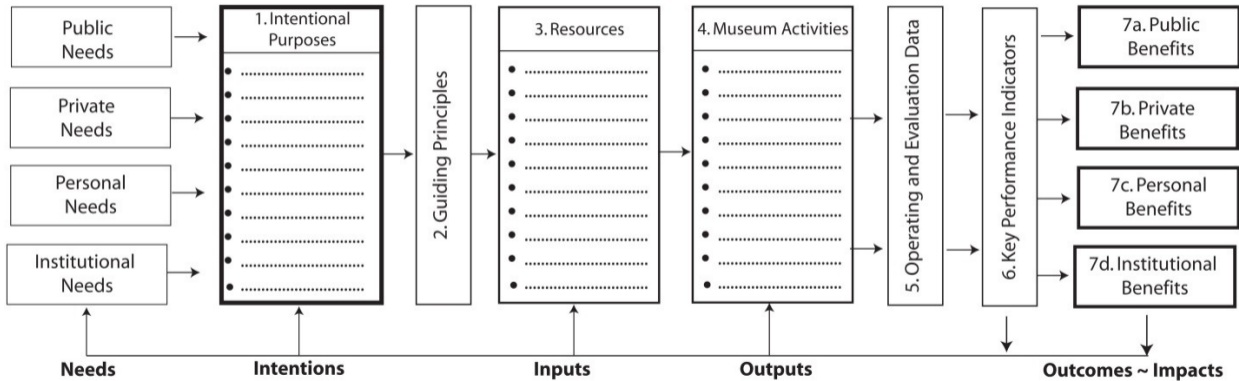 Public
Needs
Private
Needs
Personal
Needs
Institutional
Needs
1. Intentional
Purposes
2. Guiding Principles
3. Resources
4. Museum Activities
5. Operating and Evaluation Data
6. Key Performance Indicators
7a. Public
Benefits
7b. Private
Benefits
7c. Personal
Benefits
7d. Institutional
Benefits
Needs
Intentions
Inputs
Outputs
Outcomes ~ Impacts